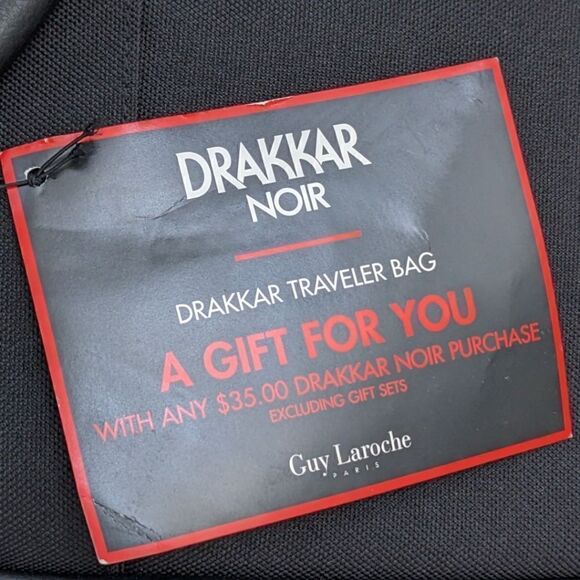 DRAKKAR
NOIR
DRAKKAR TRAVELER BAG
A GIFT FOR YOU
WITH ANY $35.00 DRAKKAR NOIR PURCHASE
EXCLUDING GIFT SETS
Guy Laroche
PARIS